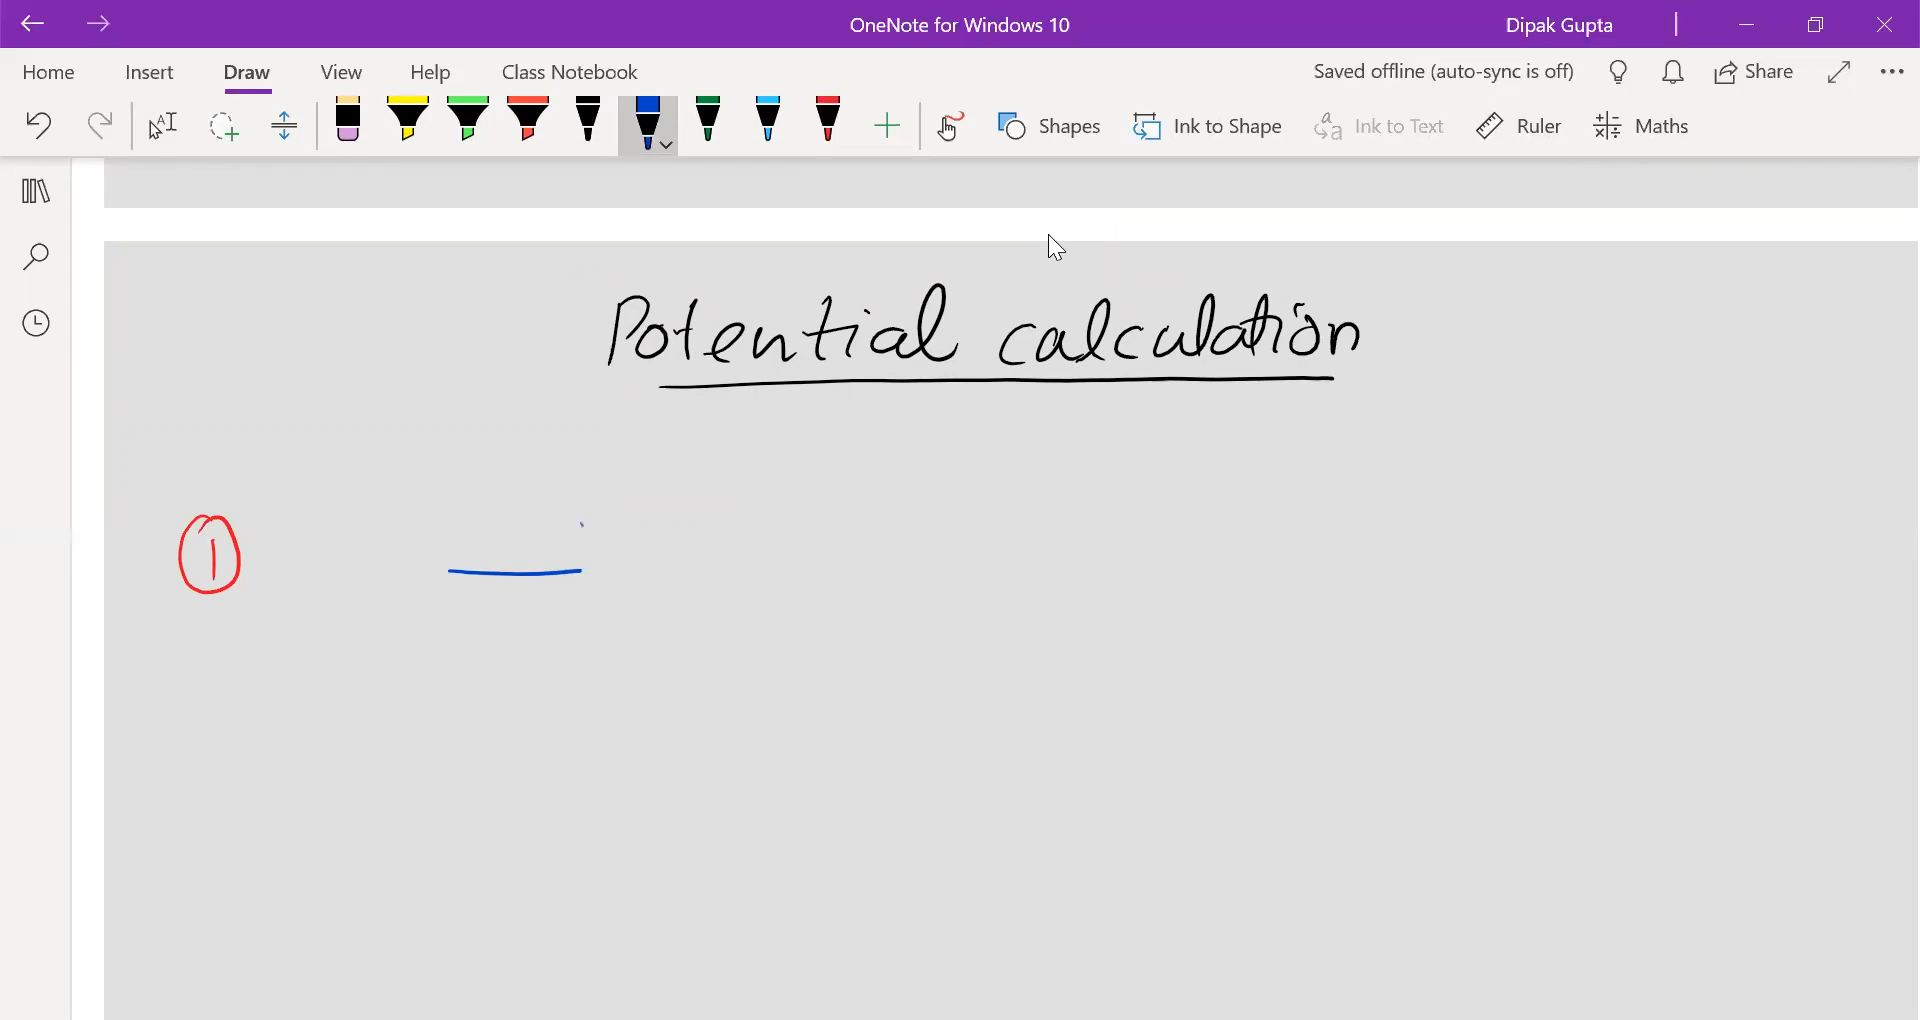 OneNote for Windows 10
Dipak Gupta
Home Insert Draw View Help Class Notebook
Saved offline (auto-sync is off) Share
Shapes Ink to Shape Ink to Text Ruler Maths
Potential calculation
1